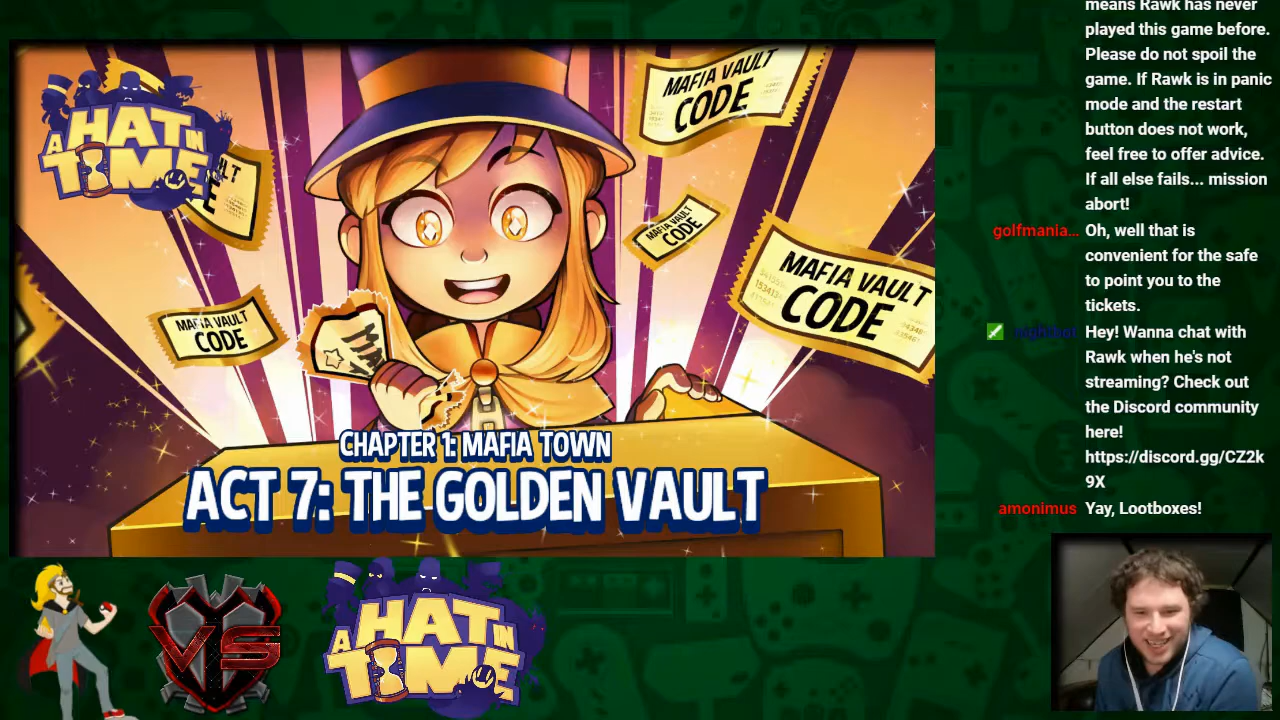 A HAT IN TIME
MAFIA VAULT
CODE
MAFIA VAULT
CODE
MAFIA VAULT
CODE
MAFIA VAULT
CODE
CHAPTER 1: MAFIA TOWN
ACT 7: THE GOLDEN VAULT
VS
A HAT IN TIME
means Rawk has never
played this game before.
Please do not spoil the
game. If Rawk is in panic
mode and the restart
button does not work,
feel free to offer advice.
If all else fails... mission
abort!
golfmania... Oh, well that is
convenient for the safe
to point you to the
tickets.
nightbot Hey! Wanna chat with
Rawk when he's not
streaming? Check out
the Discord community
here!
https://discord.gg/CZ2k
9X
amonimus Yay, Lootboxes!